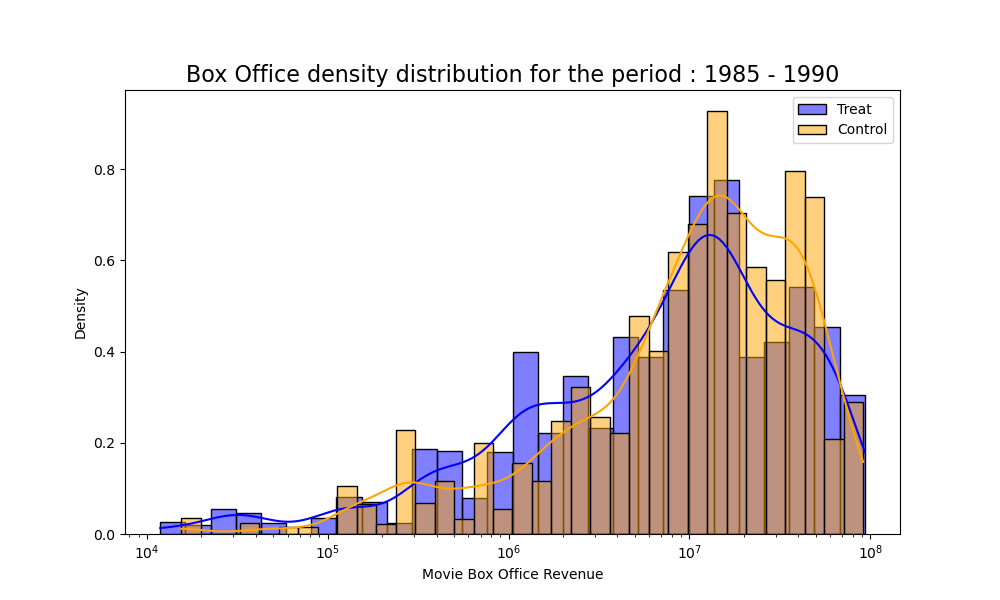 Box Office density distribution for the period : 1985 - 1990
Treat
Control
0.8
0.6
0.4
0.2
0.0
Density
10⁴ 10⁵ 10⁶ 10⁷ 10⁸
Movie Box Office Revenue